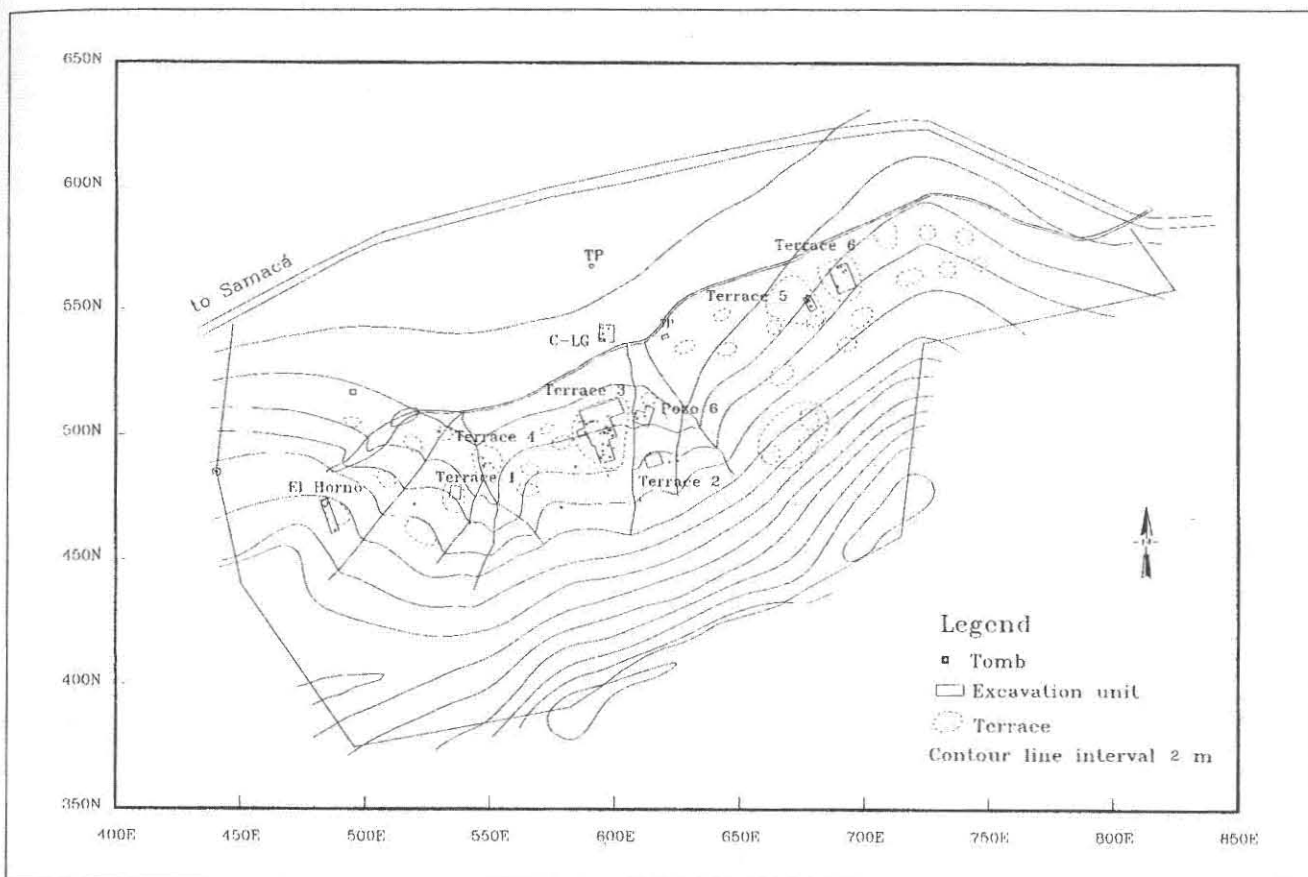 650N
600N
to Samacá
TP
Terrace 6
550N
Terrace 5
C-LG
TP
Terrace 3
Pozo 6
500N
Terrace 4
Terrace 1
Terrace 2
El Horno
450N
Legend
Tomb
400N
Excavation unit
Terrace
Contour line interval 2 m
350N
400E
450E
500E
550E
600E
650E
700E
750E
800E
850E